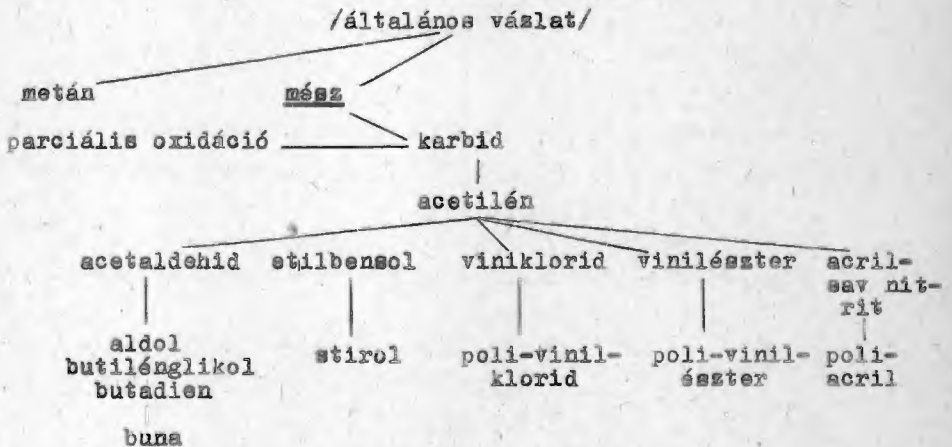 /általános vázlat/
metán mész
parciális oxidáció karbid
acetilén
acetaldehid etilbensol viniklorid vinilészter acril-
sav nit-
rit
aldol
butilénglikol
butadien stirol poli-vinil-
klorid poli-vinil-
észter poli-
acril
buna